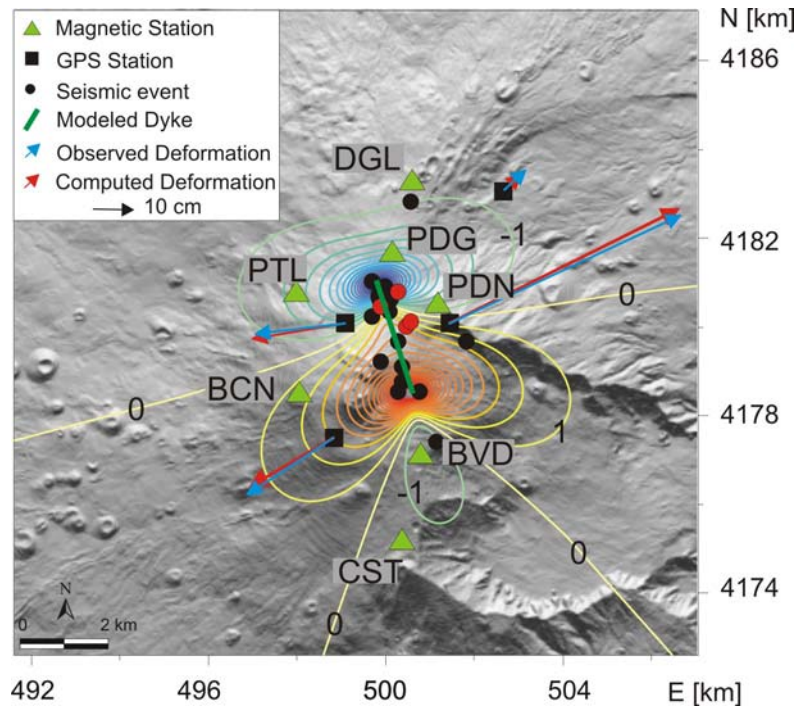 Magnetic Station
GPS Station
Seismic event
Modeled Dyke
Observed Deformation
Computed Deformation
10 cm
N [km]
4186
DGL
-1
PDG
4182
PTL
PDN
0
BCN
0
1
4178
BVD
-1
CST
0
0
4174
N
0 2 km
492 496 500 504 E [km]